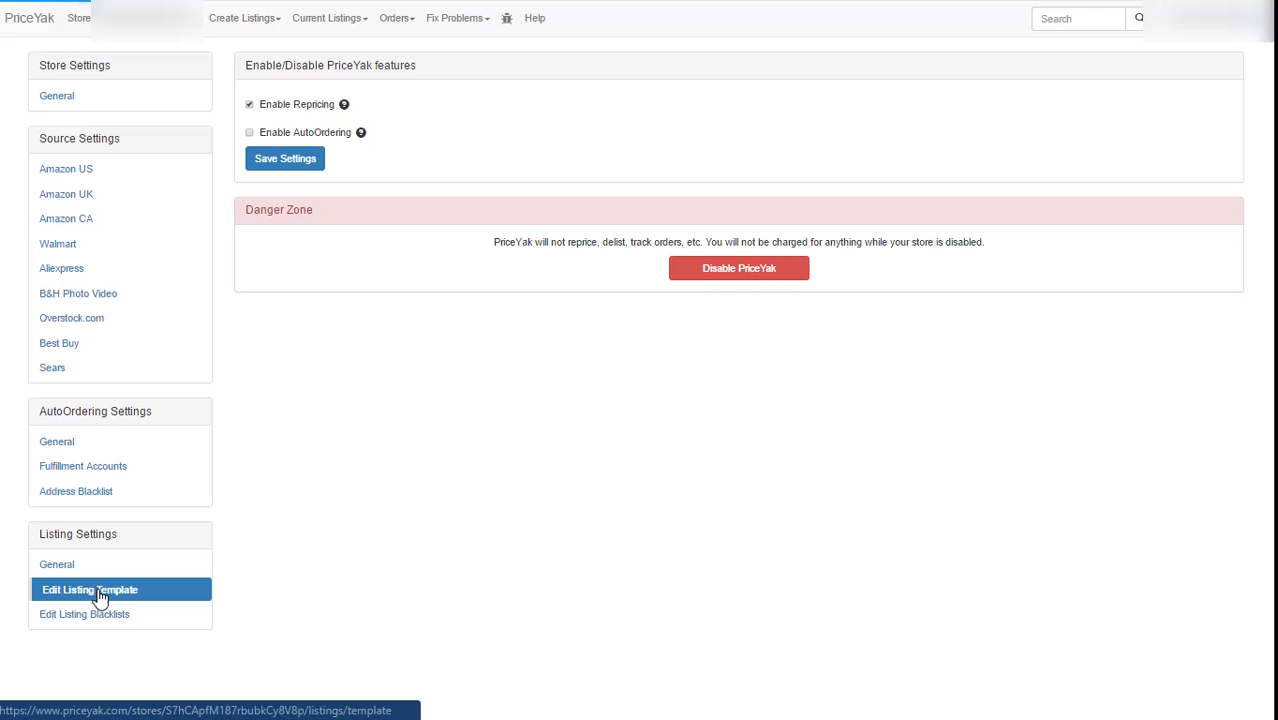 PriceYak Store Create Listings Current Listings Orders Fix Problems Help Search
Store Settings
General
Source Settings
Amazon US
Amazon UK
Amazon CA
Walmart
Aliexpress
B&H Photo Video
Overstock.com
Best Buy
Sears
AutoOrdering Settings
General
Fulfillment Accounts
Address Blacklist
Listing Settings
General
Edit Listing Template
Edit Listing Blacklists
Enable/Disable PriceYak features
Enable Repricing ?
Enable AutoOrdering ?
Save Settings
Danger Zone
PriceYak will not reprice, delist, track orders, etc. You will not be charged for anything while your store is disabled.
Disable PriceYak
https://www.priceyak.com/stores/S7hCApfM187rbubkCy8V8p/listings/template